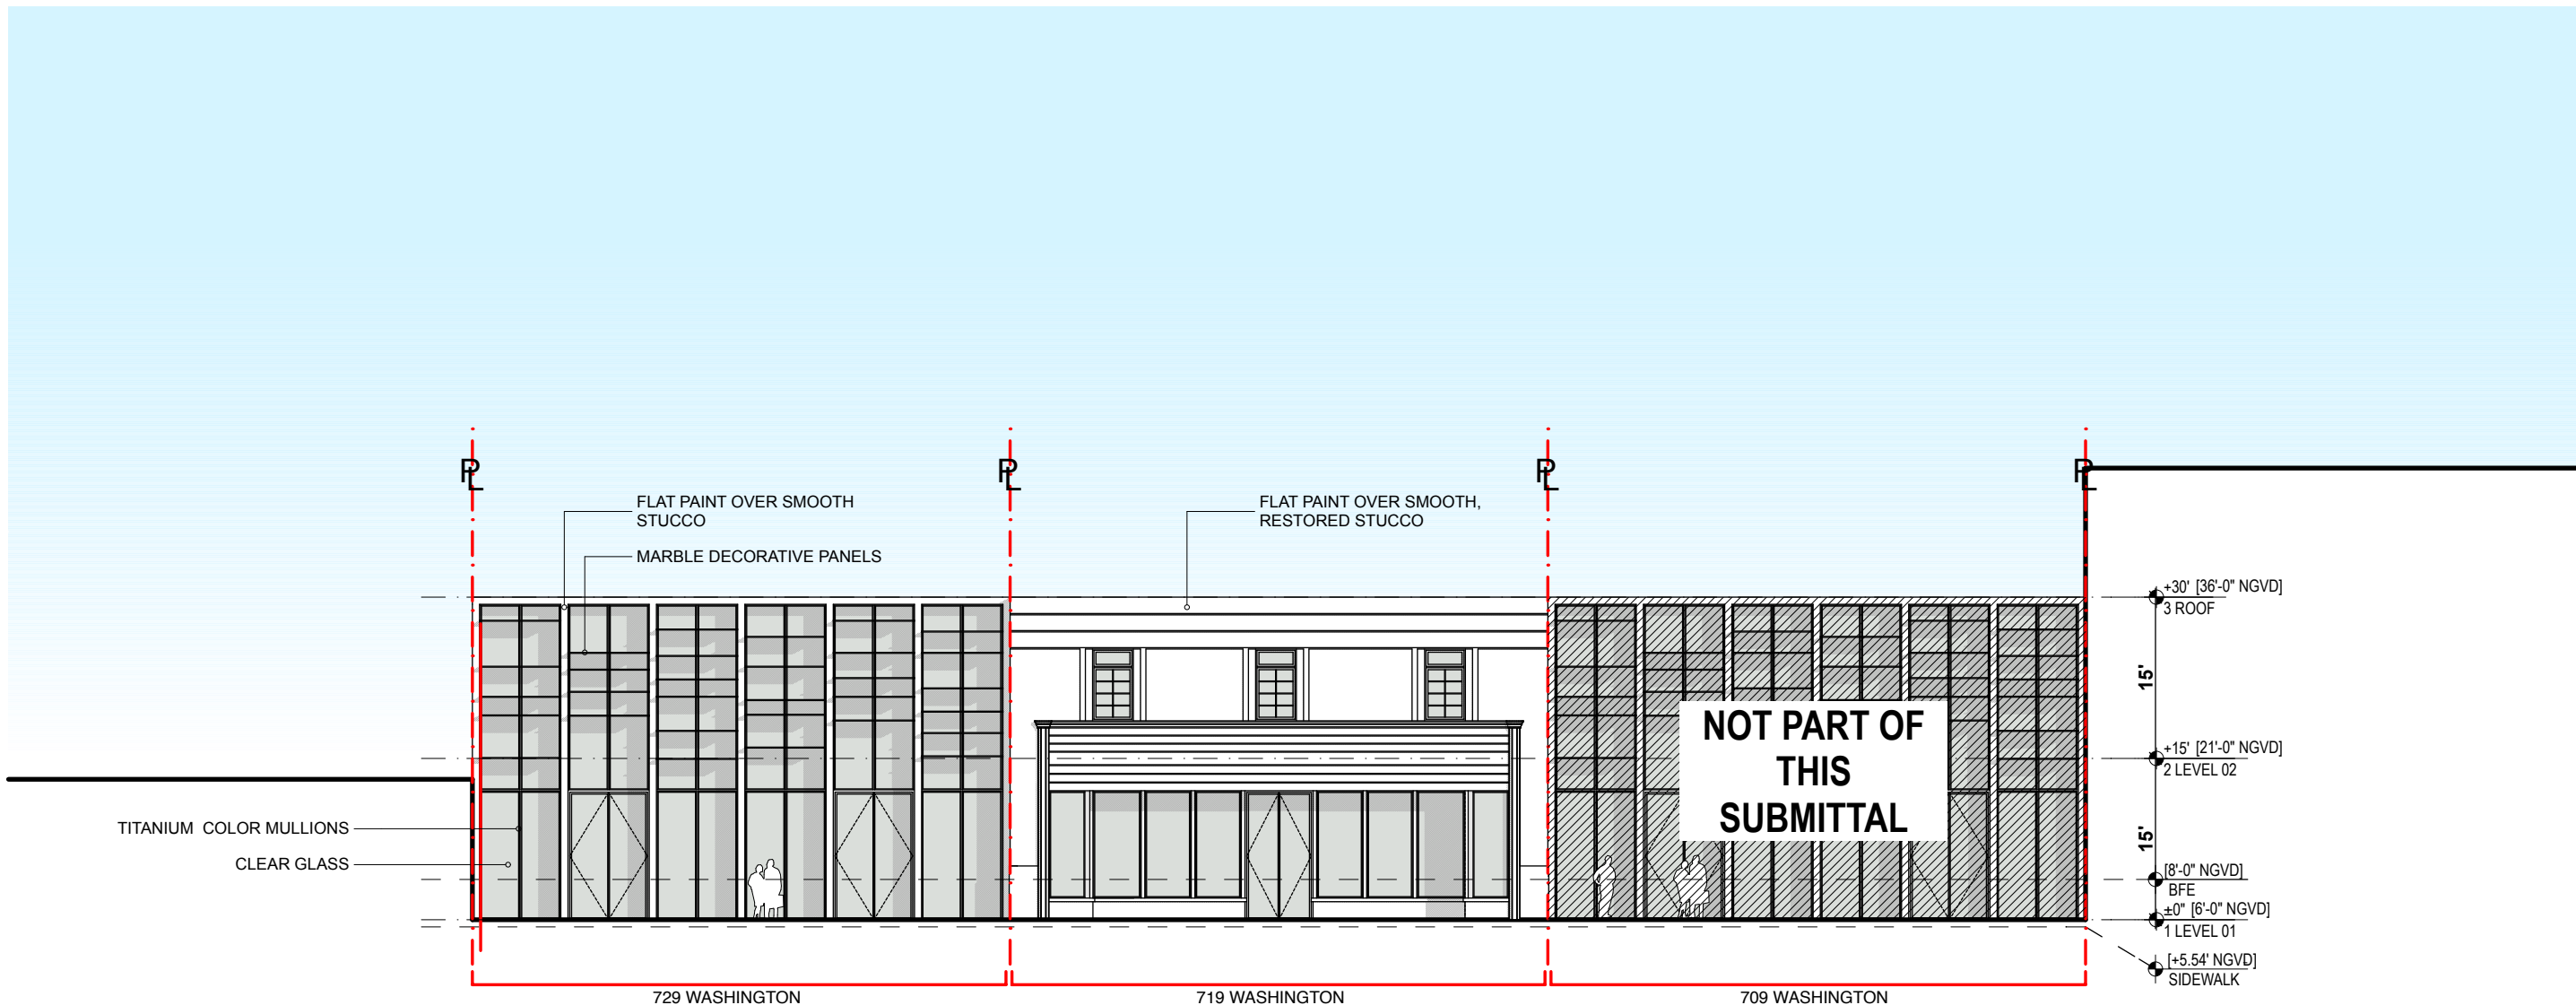 PL
PL
PL
PL
FLAT PAINT OVER SMOOTH
STUCCO
MARBLE DECORATIVE PANELS
FLAT PAINT OVER SMOOTH,
RESTORED STUCCO
+30' [36'-0" NGVD]
3 ROOF
15'
NOT PART OF
THIS
SUBMITTAL
+15' [21'-0" NGVD]
2 LEVEL 02
TITANIUM  COLOR MULLIONS
CLEAR GLASS
15'
[8'-0" NGVD]
BFE
±0" [6'-0" NGVD]
1 LEVEL 01
[+5.54' NGVD]
SIDEWALK
729 WASHINGTON
719 WASHINGTON
709 WASHINGTON